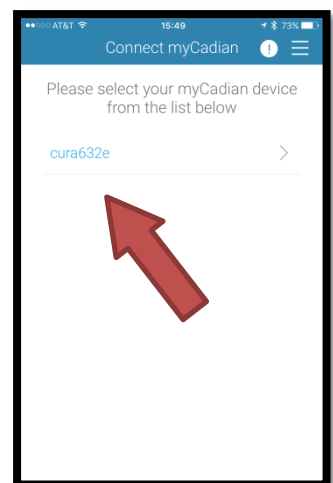 AT&T 15:49 73%
Connect myCadian !
Please select your myCadian device
from the list below
cura632e